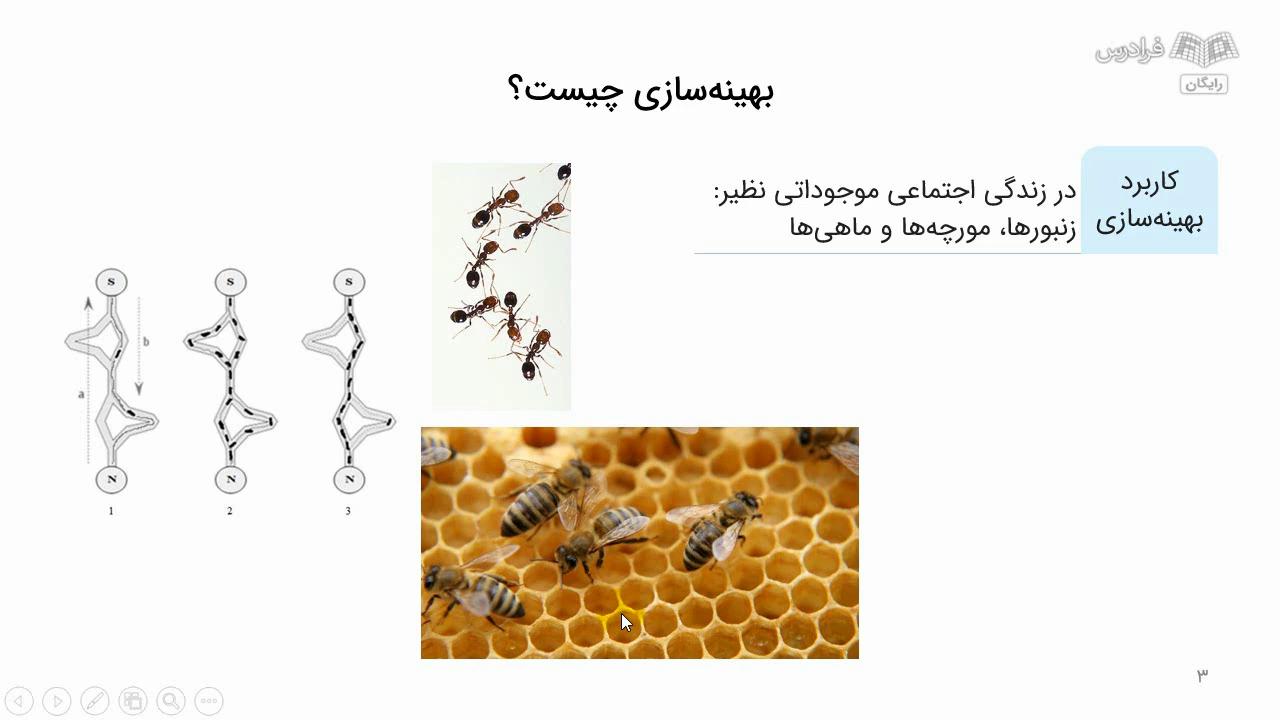 فرادرس
رایگان
بهینه‌سازی چیست؟
کاربرد
بهینه‌سازی
در زندگی اجتماعی موجوداتی نظیر:
زنبورها، مورچه‌ها و ماهی‌ها
S S S
b
a
N N N
1 2 3
۳